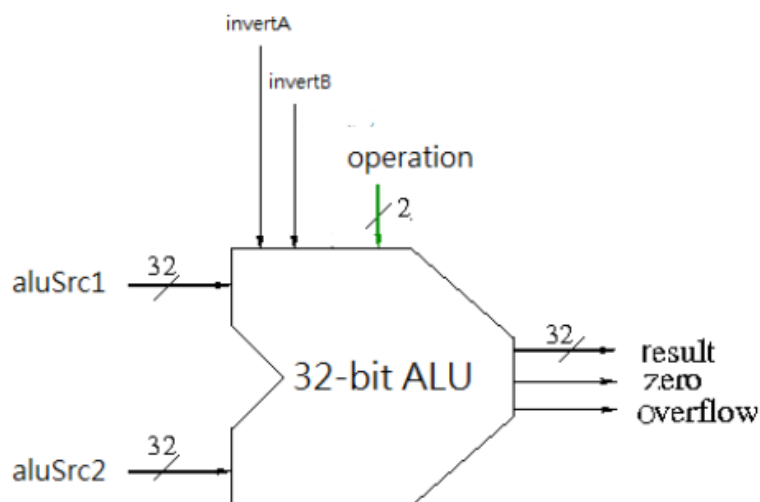 invertA
invertB
operation
2
aluSrc1
32
32-bit ALU
32
result
zero
overflow
aluSrc2
32